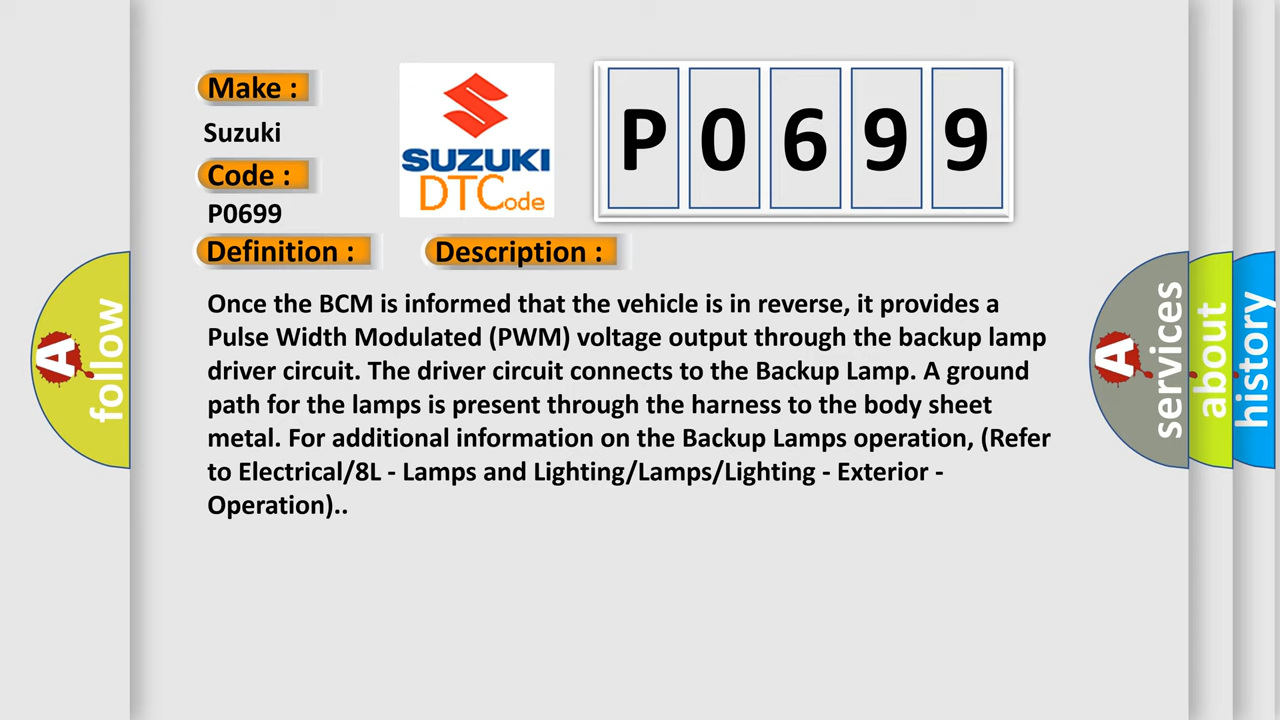 Make :
Suzuki
Code :
P0699
SUZUKI
DTCode
P0699
Definition :
Description :
Once the BCM is informed that the vehicle is in reverse, it provides a
Pulse Width Modulated (PWM) voltage output through the backup lamp
driver circuit. The driver circuit connects to the Backup Lamp. A ground
path for the lamps is present through the harness to the body sheet
metal. For additional information on the Backup Lamps operation, (Refer
to Electrical/8L - Lamps and Lighting/Lamps/Lighting - Exterior -
Operation)..
A
follow
A
services
about
history